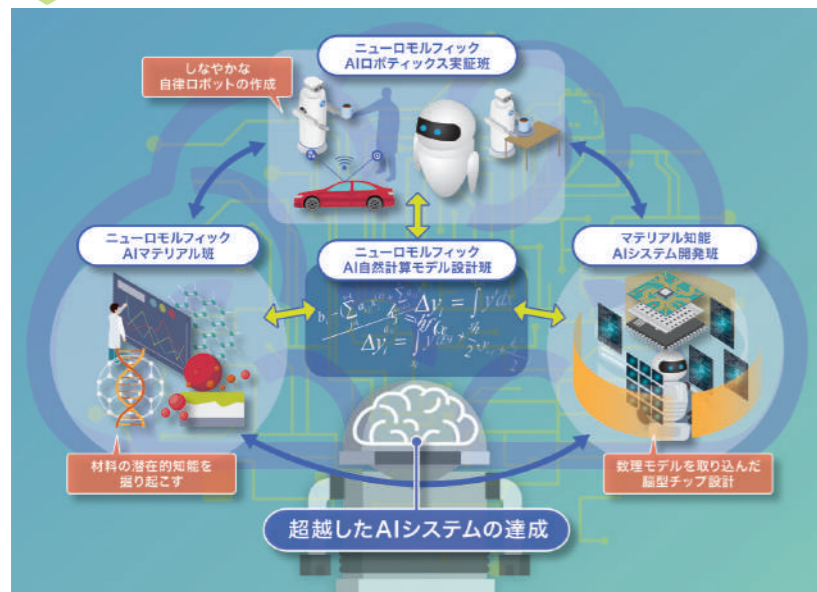 ニューロモルフィック
AIロボティックス実証班
しなやかな
自律ロボットの作成
ニューロモルフィック
AIマテリアル班
ニューロモルフィック
AI自然計算モデル設計班
マテリアル知能
AIシステム開発班
材料の潜在的知能を
掘り起こす
数理モデルを取り込んだ
脳型チップ設計
超越したAIシステムの達成